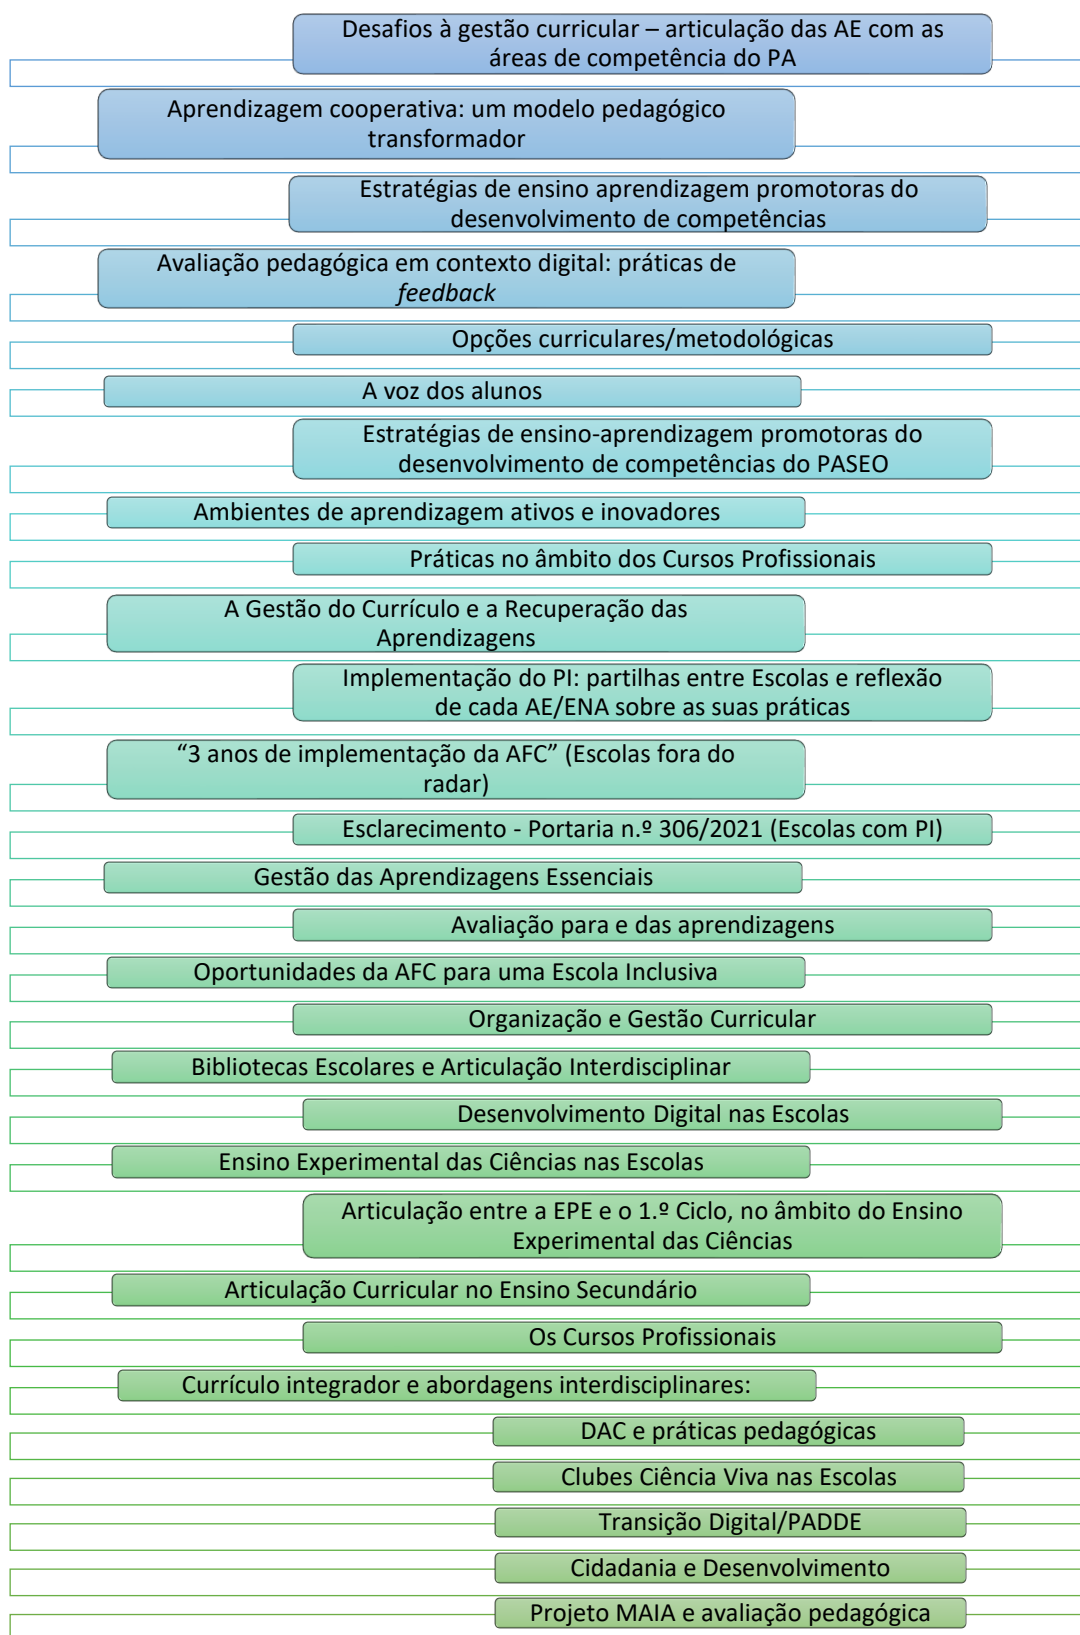 Desafios à gestão curricular – articulação das AE com as
áreas de competência do PA
Aprendizagem cooperativa: um modelo pedagógico
transformador
Estratégias de ensino aprendizagem promotoras do
desenvolvimento de competências
Avaliação pedagógica em contexto digital: práticas de
feedback
Opções curriculares/metodológicas
A voz dos alunos
Estratégias de ensino-aprendizagem promotoras do
desenvolvimento de competências do PASEO
Ambientes de aprendizagem ativos e inovadores
Práticas no âmbito dos Cursos Profissionais
A Gestão do Currículo e a Recuperação das
Aprendizagens
Implementação do PI: partilhas entre Escolas e reflexão
de cada AE/ENA sobre as suas práticas
“3 anos de implementação da AFC” (Escolas fora do
radar)
Esclarecimento - Portaria n.º 306/2021 (Escolas com PI)
Gestão das Aprendizagens Essenciais
Avaliação para e das aprendizagens
Oportunidades da AFC para uma Escola Inclusiva
Organização e Gestão Curricular
Bibliotecas Escolares e Articulação Interdisciplinar
Desenvolvimento Digital nas Escolas
Ensino Experimental das Ciências nas Escolas
Articulação entre a EPE e o 1.º Ciclo, no âmbito do Ensino
Experimental das Ciências
Articulação Curricular no Ensino Secundário
Os Cursos Profissionais
Currículo integrador e abordagens interdisciplinares:
DAC e práticas pedagógicas
Clubes Ciência Viva nas Escolas
Transição Digital/PADDE
Cidadania e Desenvolvimento
Projeto MAIA e avaliação pedagógica